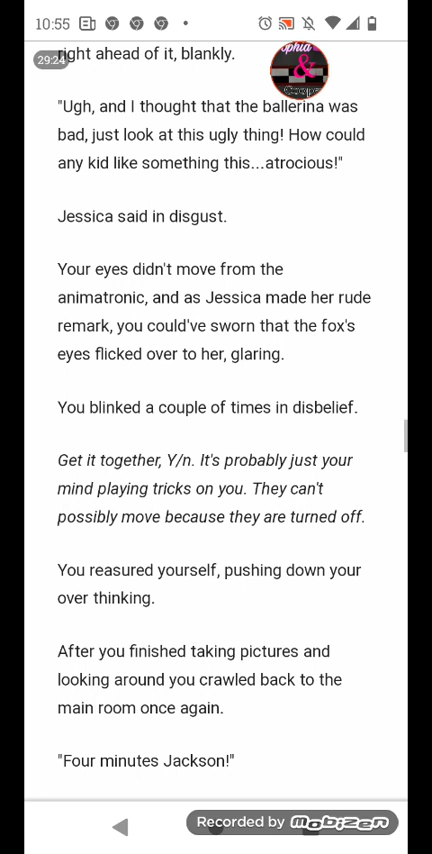 10:55
29:24
right ahead of it, blankly.
&
"Ugh, and I thought that the ballerina was
bad, just look at this ugly thing! How could
any kid like something this...atrocious!"
Jessica said in disgust.
Your eyes didn't move from the
animatronic, and as Jessica made her rude
remark, you could've sworn that the fox's
eyes flicked over to her, glaring.
You blinked a couple of times in disbelief.
Get it together, Y/n. It's probably just your
mind playing tricks on you. They can't
possibly move because they are turned off.
You reasured yourself, pushing down your
over thinking.
After you finished taking pictures and
looking around you crawled back to the
main room once again.
"Four minutes Jackson!"
Recorded by Mobizen